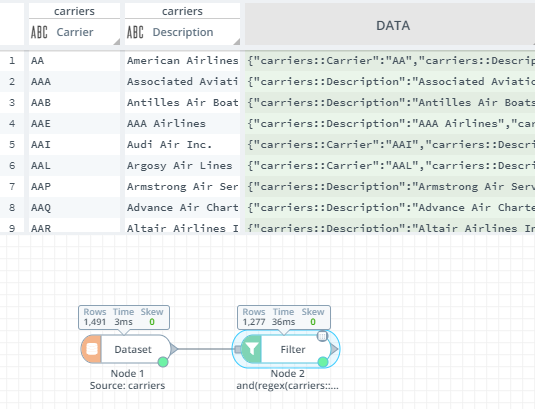 carriers carriers
ABC Carrier ABC Description DATA
1 AA American Airlines {"carriers::Carrier":"AA","carriers::Descrip
2 AAA Associated Aviati {"carriers::Description":"Associated Aviatio
3 AAB Antilles Air Boat {"carriers::Description":"Antilles Air Boats
4 AAE AAA Airlines {"carriers::Description":"AAA Airlines","car
5 AAI Audi Air Inc. {"carriers::Carrier":"AAI","carriers::Descri
6 AAL Argosy Air Lines {"carriers::Carrier":"AAL","carriers::Descri
7 AAP Armstrong Air Ser {"carriers::Description":"Armstrong Air Serv
8 AAQ Advance Air Chart {"carriers::Description":"Advance Air Charte
9 AAR Altair Airlines I {"carriers::Description":"Altair Airlines In
Rows Time Skew Rows Time Skew
1,491 3ms 0 1,277 36ms 0
Dataset Filter
Node 1 Node 2
Source: carriers and(regex(carriers::...